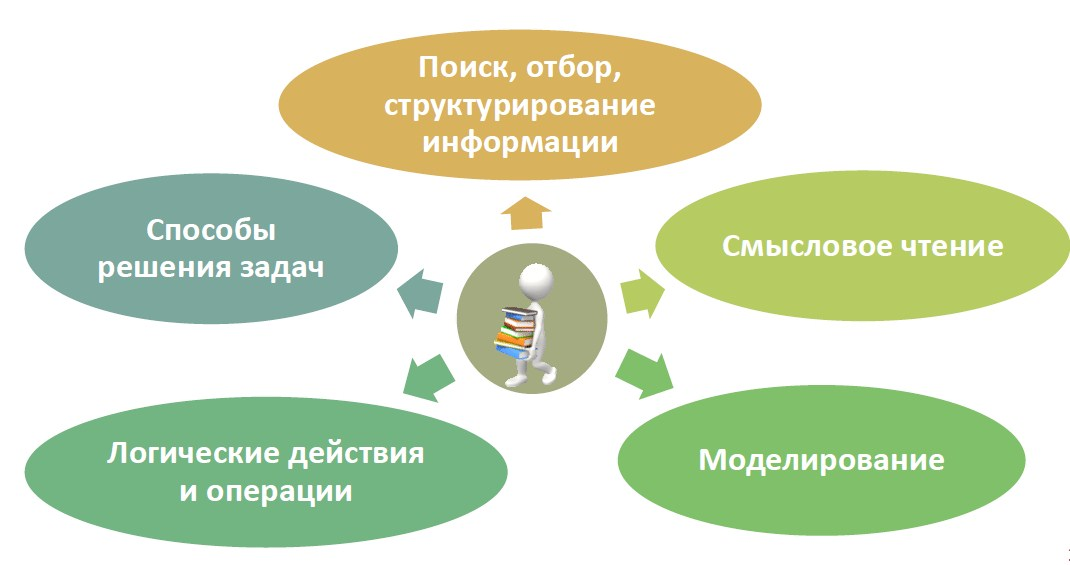 Поиск, отбор,
структурирование
информации
Способы
решения задач
Смысловое чтение
Логические действия
и операции
Моделирование